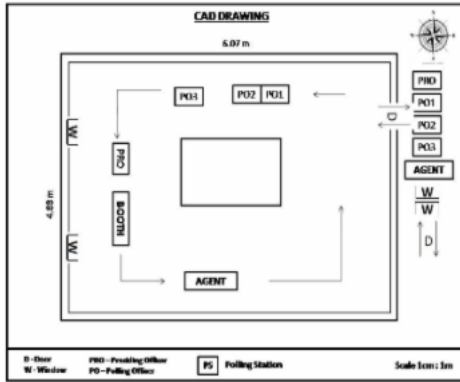 CAD DRAWING
6.07 m
PO3
PO2 PO1
PRO
PO1
D
PO2
PO3
AGENT
W
PRO
BOOTH
4.88 m
W
AGENT
W
W
D
D - Door
W - Window
PRO - Presiding Officer
PO - Polling Officer
PS
Polling Station
Scale 1cm : 1m